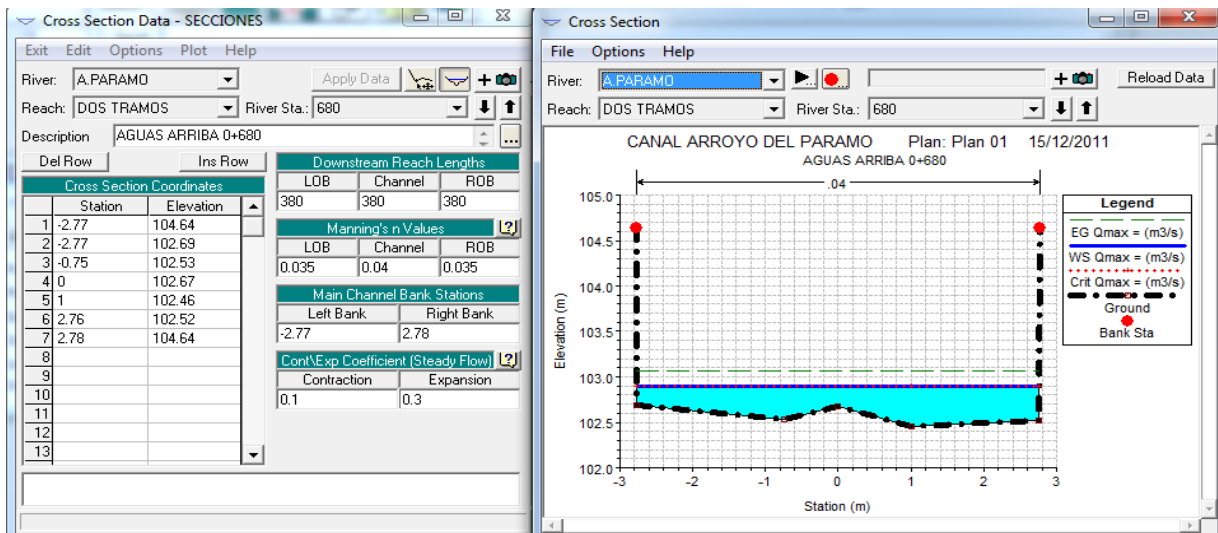 Cross Section Data - SECCIONES
Exit Edit Options Plot Help
River: A.PARAMO Apply Data
Reach: DOS TRAMOS River Sta.: 680
Description AGUAS ARRIBA 0+680 ...
Del Row Ins Row
Cross Section Coordinates
Station Elevation
1 -2.77 104.64
2 -2.77 102.69
3 -0.75 102.53
4 0 102.67
5 1 102.46
6 2.76 102.52
7 2.78 104.64
8
9
10
11
12
13
Downstream Reach Lengths
LOB Channel ROB
380 380 380
Manning's n Values
LOB Channel ROB
0.035 0.04 0.035
Main Channel Bank Stations
Left Bank Right Bank
-2.77 2.78
Cont\Exp Coefficient (Steady Flow)
Contraction Expansion
0.1 0.3
Cross Section
File Options Help
River: A.PARAMO Reload Data
Reach: DOS TRAMOS River Sta.: 680
CANAL ARROYO DEL PARAMO Plan: Plan 01 15/12/2011
AGUAS ARRIBA 0+680
.04
105.0
104.5
104.0
103.5
103.0
102.5
102.0
Elevation (m)
-3 -2 -1 0 1 2 3
Station (m)
Legend
EG Qmax = (m3/s)
WS Qmax = (m3/s)
Crit Qmax = (m3/s)
Ground
Bank Sta